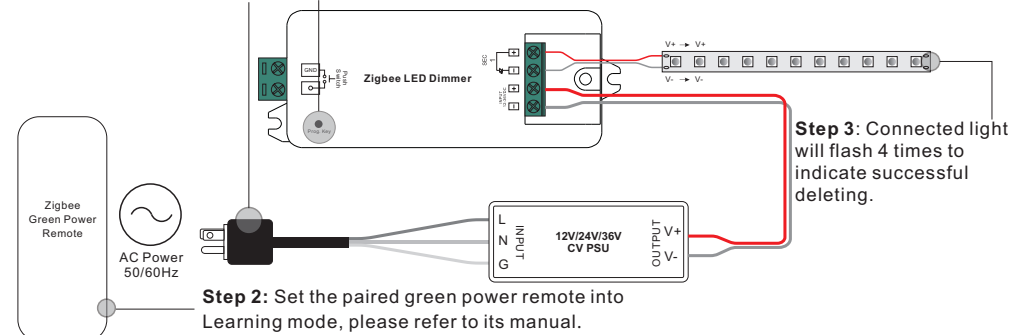 V+ → V+
V- → V-
SEC
1
+
-
+
-
GND
Push
Switch
Zigbee LED Dimmer
Prog. Key
Step 3: Connected light
will flash 4 times to
indicate successful
deleting.
Zigbee
Green Power
Remote
AC Power
50/60Hz
L
N
G
INPUT
12V/24V/36V
CV PSU
OUTPUT
V+
V-
Step 2: Set the paired green power remote into
Learning mode, please refer to its manual.